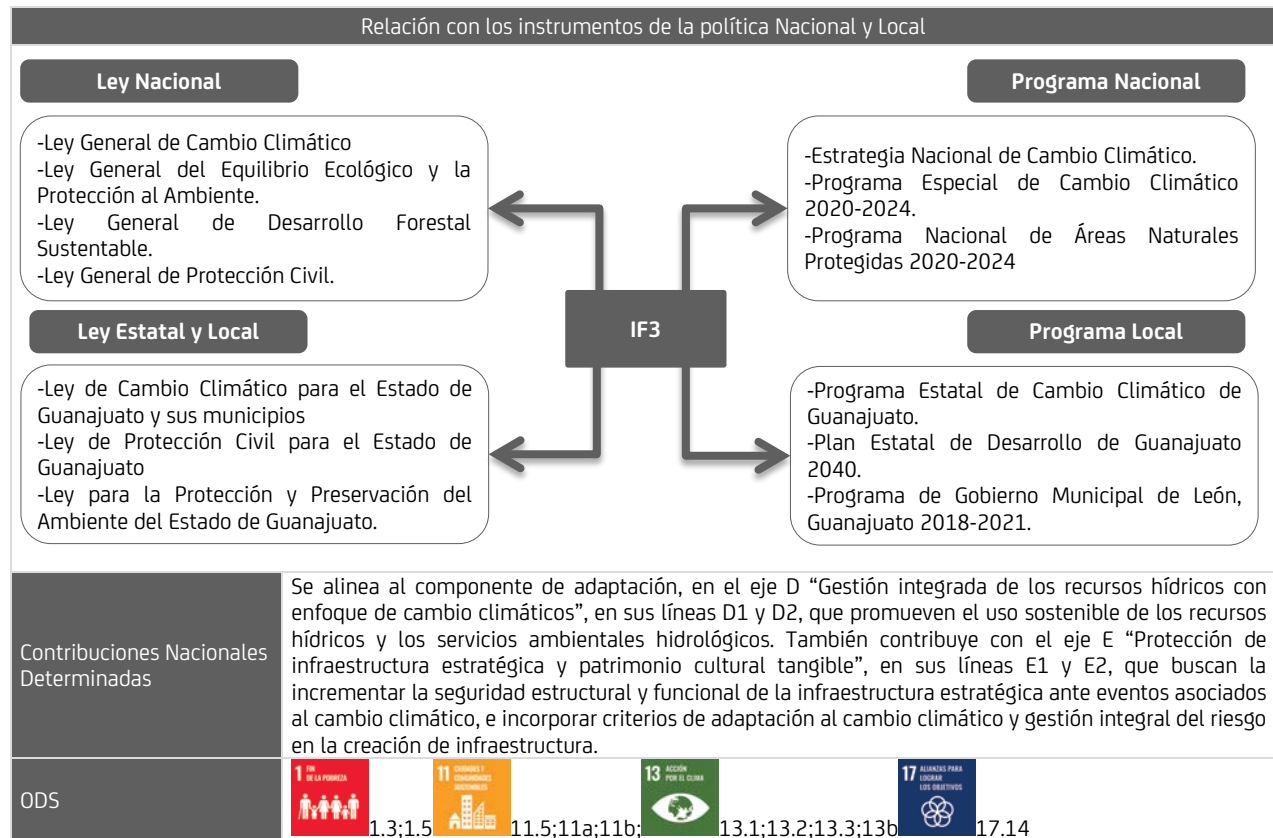 Relación con los instrumentos de la política Nacional y Local
Ley Nacional
-Ley General de Cambio Climático
-Ley General del Equilibrio Ecológico y la
Protección al Ambiente.
-Ley General de Desarrollo Forestal
Sustentable.
-Ley General de Protección Civil.
Programa Nacional
-Estrategia Nacional de Cambio Climático.
-Programa Especial de Cambio Climático
2020-2024.
-Programa Nacional de Áreas Naturales
Protegidas 2020-2024
IF3
Ley Estatal y Local
-Ley de Cambio Climático para el Estado de
Guanajuato y sus municipios
-Ley de Protección Civil para el Estado de
Guanajuato
-Ley para la Protección y Preservación del
Ambiente del Estado de Guanajuato.
Programa Local
-Programa Estatal de Cambio Climático de
Guanajuato.
-Plan Estatal de Desarrollo de Guanajuato
2040.
-Programa de Gobierno Municipal de León,
Guanajuato 2018-2021.
Contribuciones Nacionales
Determinadas
Se alinea al componente de adaptación, en el eje D “Gestión integrada de los recursos hídricos con
enfoque de cambio climáticos”, en sus líneas D1 y D2, que promueven el uso sostenible de los recursos
hídricos y los servicios ambientales hidrológicos. También contribuye con el eje E “Protección de
infraestructura estratégica y patrimonio cultural tangible”, en sus líneas E1 y E2, que buscan la
incrementar la seguridad estructural y funcional de la infraestructura estratégica ante eventos asociados
al cambio climático, e incorporar criterios de adaptación al cambio climático y gestión integral del riesgo
en la creación de infraestructura.
ODS
1 FIN
DE LA POBREZA
1.3;1.5
11 CIUDADES Y
COMUNIDADES
SOSTENIBLES
11.5;11a;11b;
13 ACCIÓN
POR EL CLIMA
13.1;13.2;13.3;13b
17 ALIANZAS PARA
LOGRAR
LOS OBJETIVOS
17.14